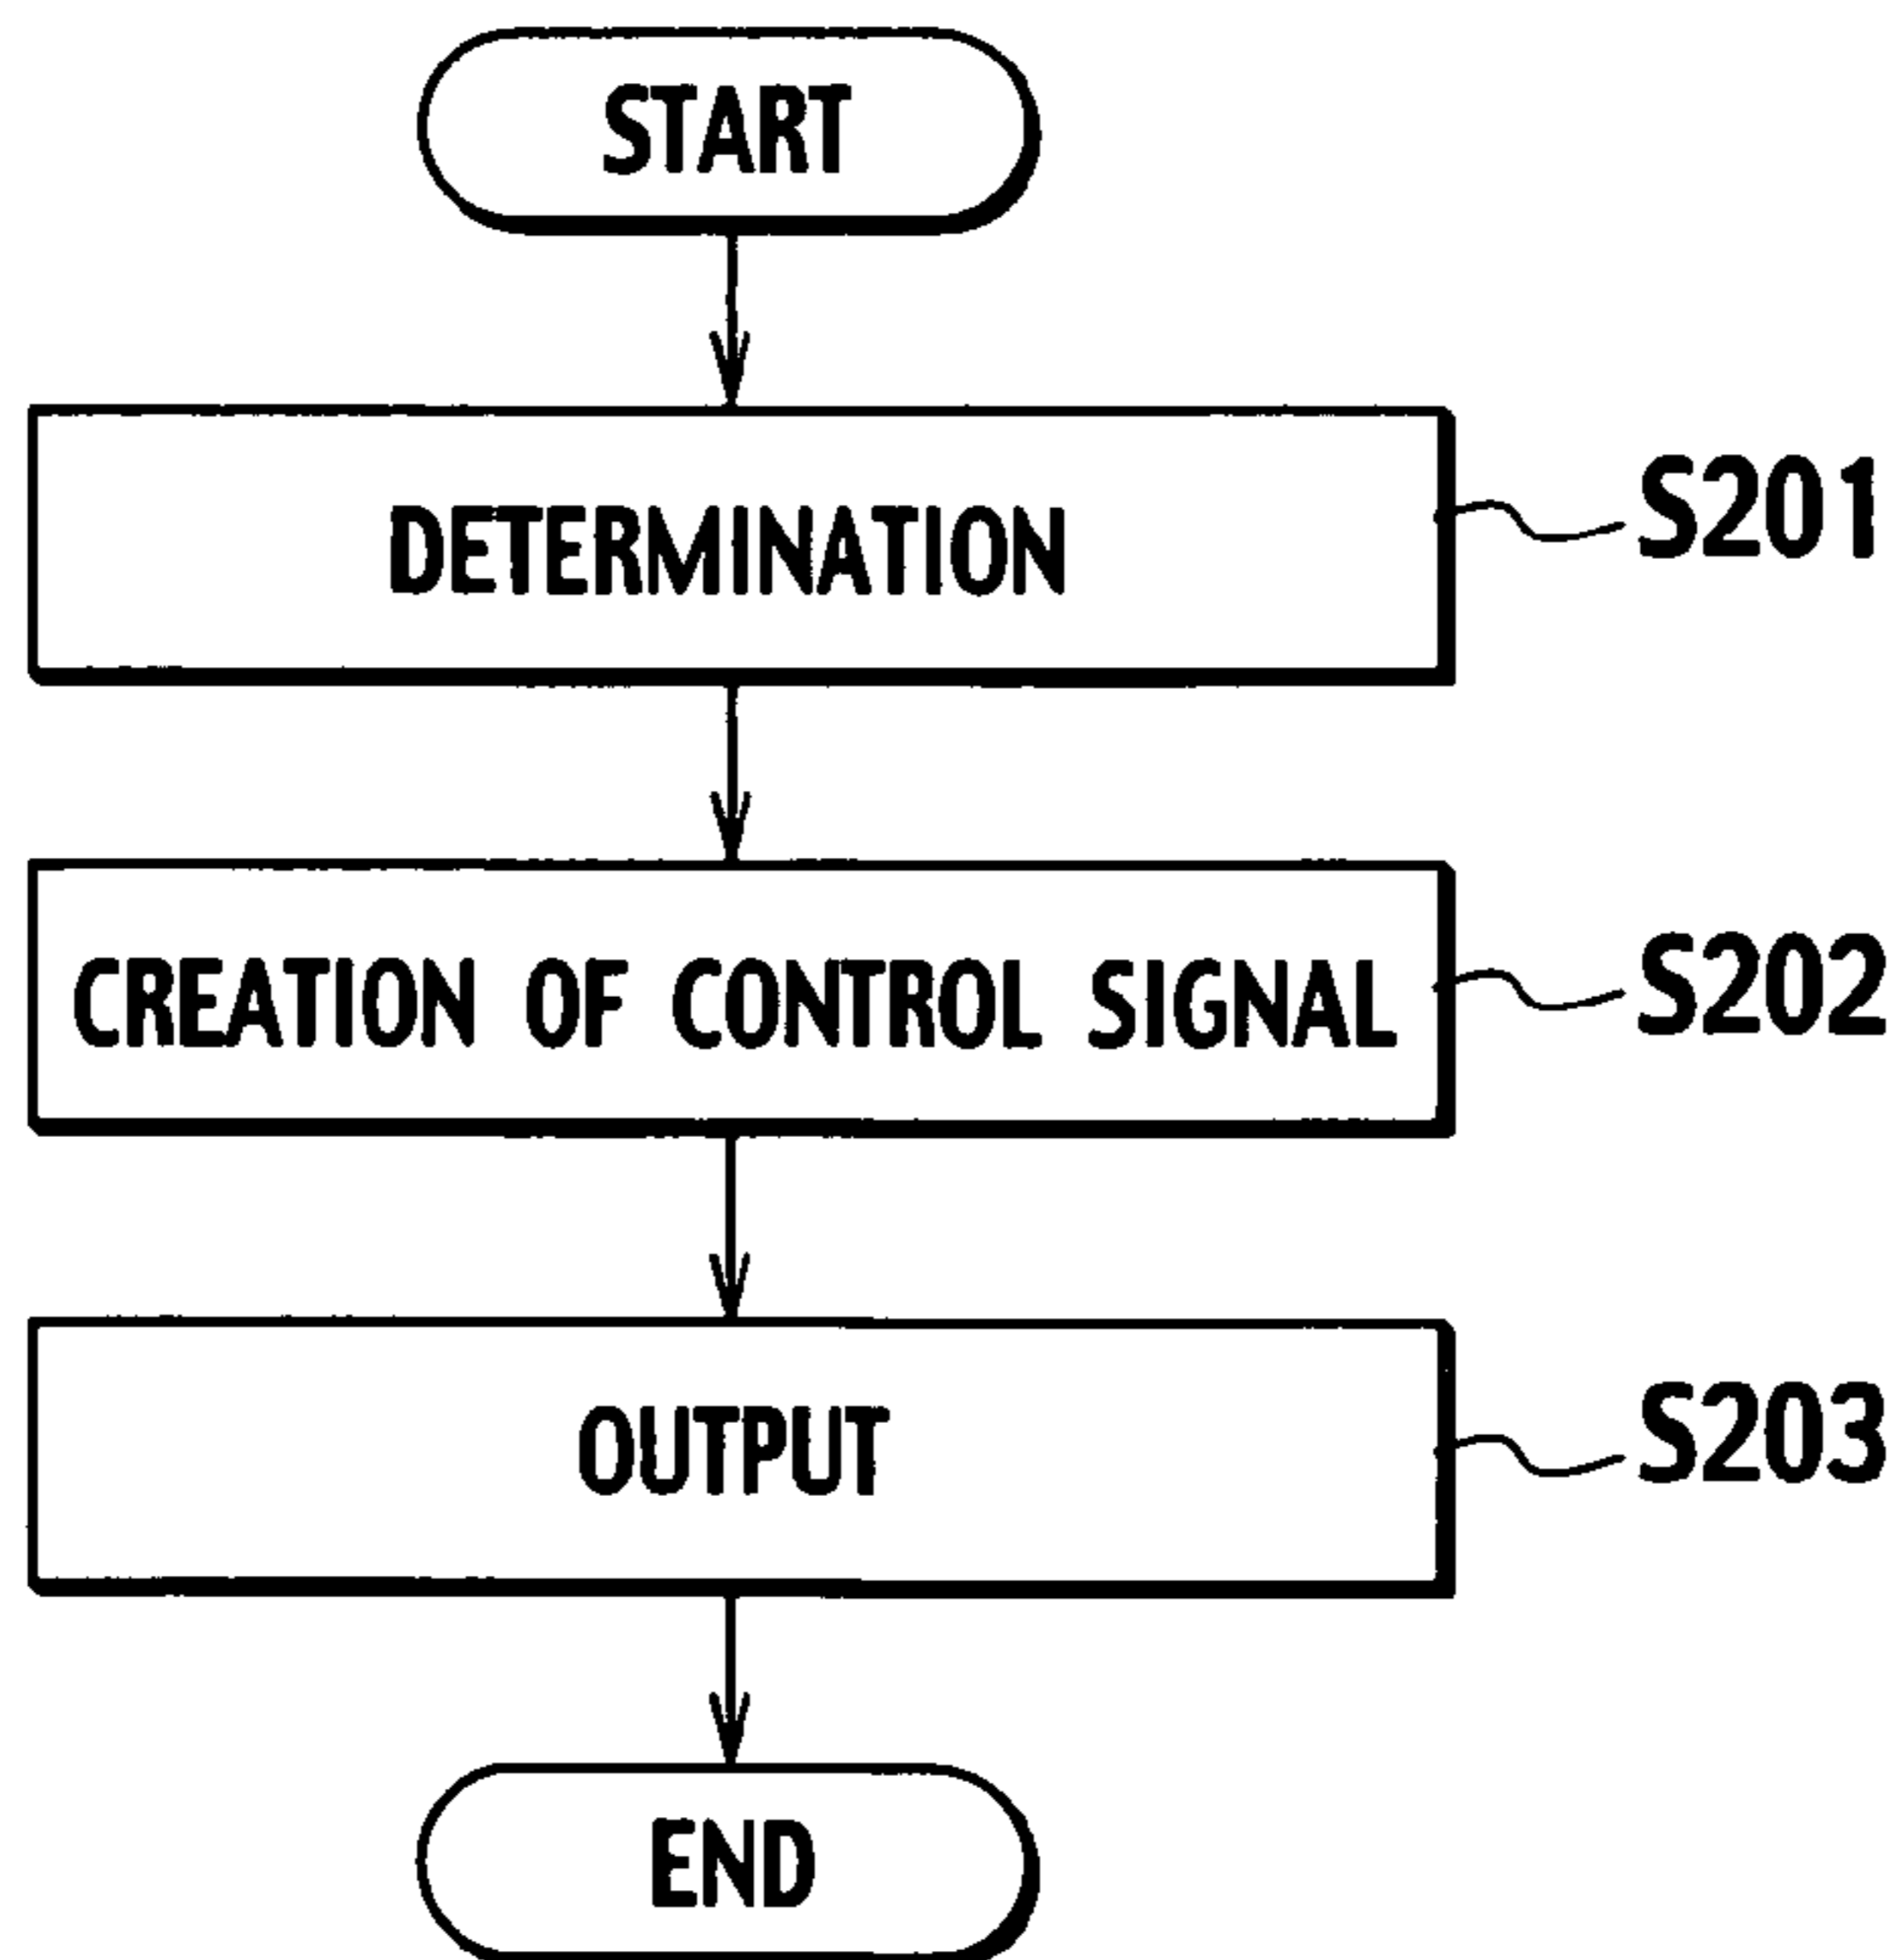 START
DETERMINATION
S201
CREATION OF CONTROL SIGNAL
S202
OUTPUT
S203
END